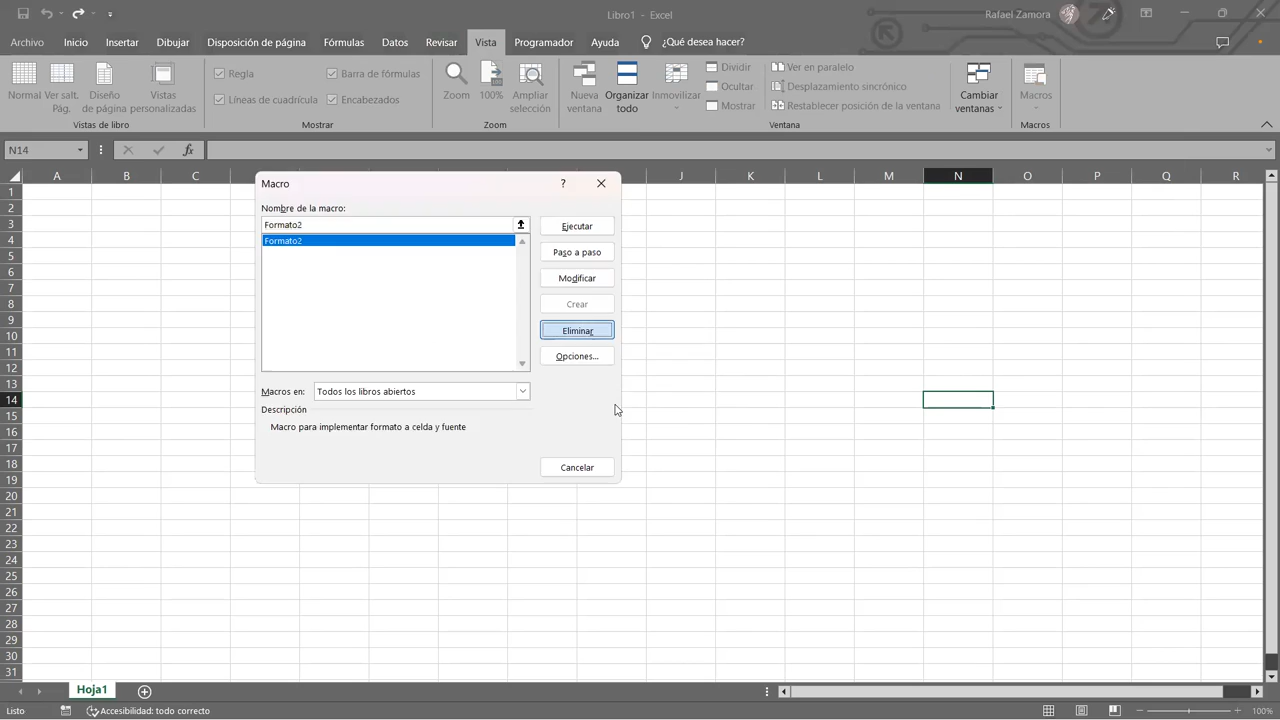 Libro1 - Excel
Rafael Zamora
Archivo Inicio Insertar Dibujar Disposición de página Fórmulas Datos Revisar Vista Programador Ayuda ¿Qué desea hacer?
Normal
Ver salt. Pág.
Diseño de página
Vistas personalizadas
Vistas de libro
Regla
Barra de fórmulas
Líneas de cuadrícula
Encabezados
Mostrar
Zoom
100%
Ampliar selección
Zoom
Nueva ventana
Organizar todo
Inmovilizar
Dividir
Ocultar
Mostrar
Ver en paralelo
Desplazamiento sincrónico
Restablecer posición de la ventana
Cambiar ventanas
Ventana
Macros
Macros
N14
fx
A B C J K L M N O P Q R
1
2
3
4
5
6
7
8
9
10
11
12
13
14
15
16
17
18
19
20
21
22
23
24
25
26
27
28
29
30
31
Macro ?
Nombre de la macro:
Formato2
Formato2
Ejecutar
Paso a paso
Modificar
Crear
Eliminar
Opciones...
Macros en: Todos los libros abiertos
Descripción
Macro para implementar formato a celda y fuente
Cancelar
Hoja1
Listo Accesibilidad: todo correcto 100%